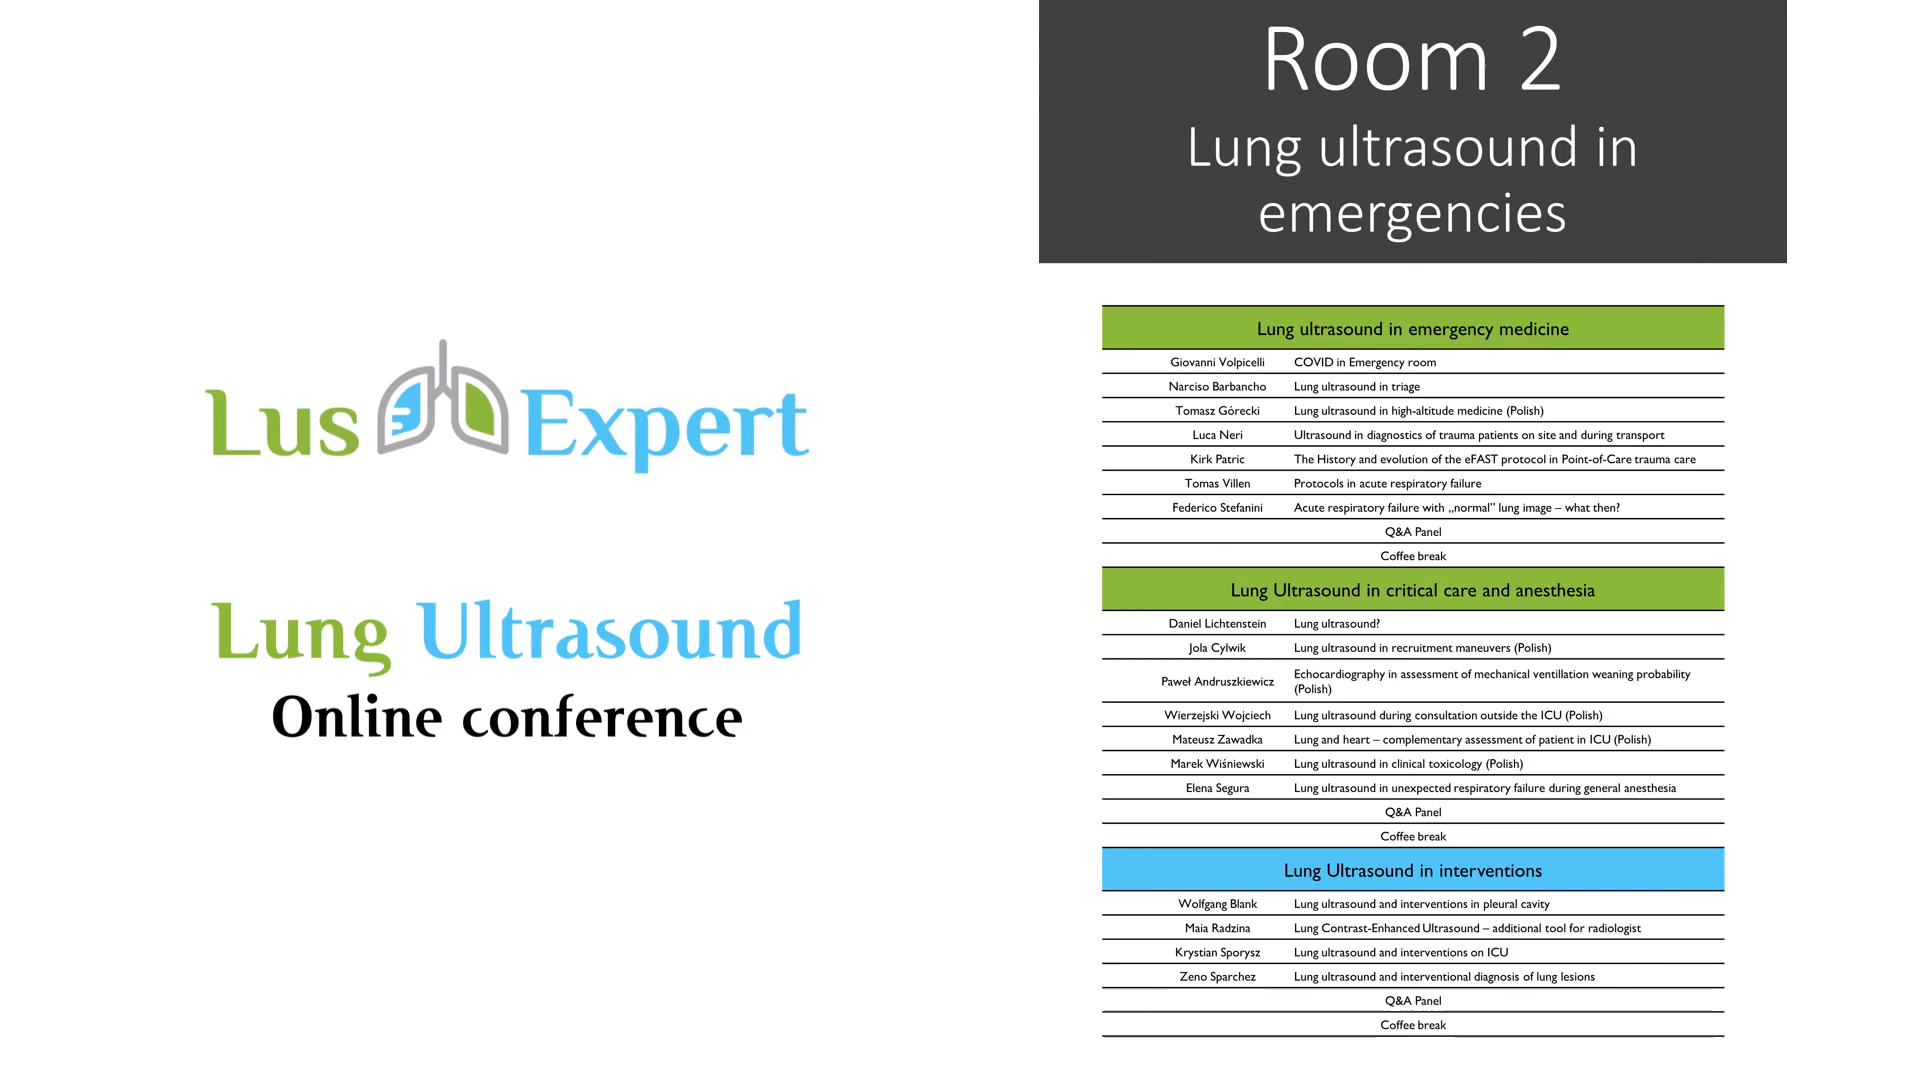 Lus Expert
Lung Ultrasound
Online conference
Room 2
Lung ultrasound in
emergencies
Lung ultrasound in emergency medicine
Giovanni Volpicelli COVID in Emergency room
Narciso Barbancho Lung ultrasound in triage
Tomasz Górecki Lung ultrasound in high-altitude medicine (Polish)
Luca Neri Ultrasound in diagnostics of trauma patients on site and during transport
Kirk Patric The History and evolution of the eFAST protocol in Point-of-Care trauma care
Tomas Villen Protocols in acute respiratory failure
Federico Stefanini Acute respiratory failure with „normal” lung image – what then?
Q&A Panel
Coffee break
Lung Ultrasound in critical care and anesthesia
Daniel Lichtenstein Lung ultrasound?
Jola Cylwik Lung ultrasound in recruitment maneuvers (Polish)
Paweł Andruszkiewicz Echocardiography in assessment of mechanical ventillation weaning probability
(Polish)
Wierzejski Wojciech Lung ultrasound during consultation outside the ICU (Polish)
Mateusz Zawadka Lung and heart – complementary assessment of patient in ICU (Polish)
Marek Wiśniewski Lung ultrasound in clinical toxicology (Polish)
Elena Segura Lung ultrasound in unexpected respiratory failure during general anesthesia
Q&A Panel
Coffee break
Lung Ultrasound in interventions
Wolfgang Blank Lung ultrasound and interventions in pleural cavity
Maia Radzina Lung Contrast-Enhanced Ultrasound – additional tool for radiologist
Krystian Sporysz Lung ultrasound and interventions on ICU
Zeno Sparchez Lung ultrasound and interventional diagnosis of lung lesions
Q&A Panel
Coffee break